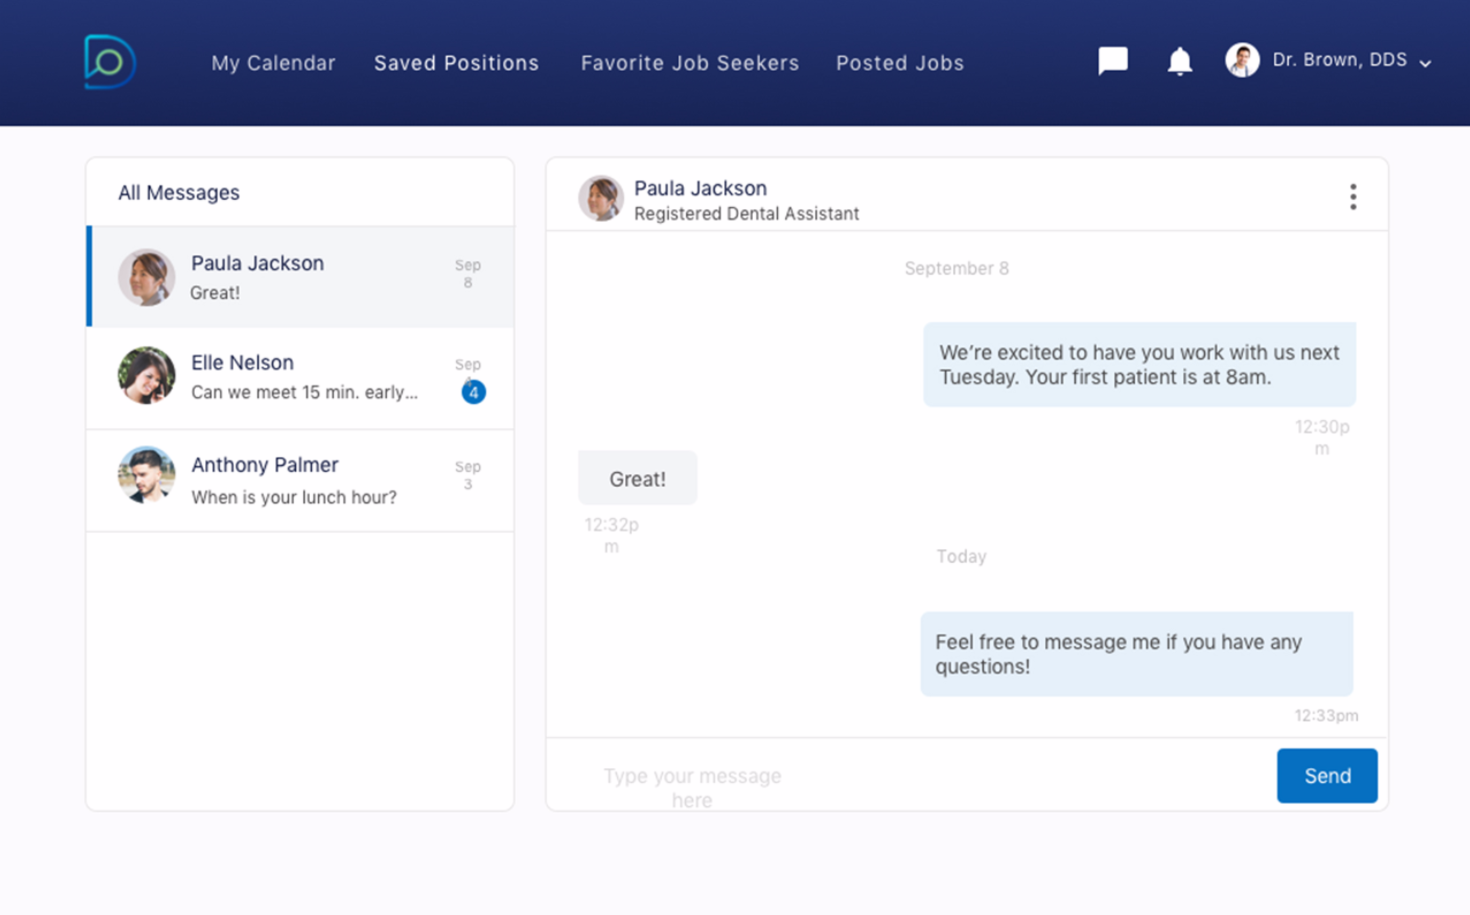 My Calendar
Saved Positions
Favorite Job Seekers
Posted Jobs
Dr. Brown, DDS
All Messages
Paula Jackson
Great!
Sep
8
Elle Nelson
Can we meet 15 min. early...
Sep
4
4
Anthony Palmer
When is your lunch hour?
Sep
3
Paula Jackson
Registered Dental Assistant
September 8
We’re excited to have you work with us next
Tuesday. Your first patient is at 8am.
12:30p
m
Great!
12:32p
m
Today
Feel free to message me if you have any
questions!
12:33pm
Type your message
here
Send